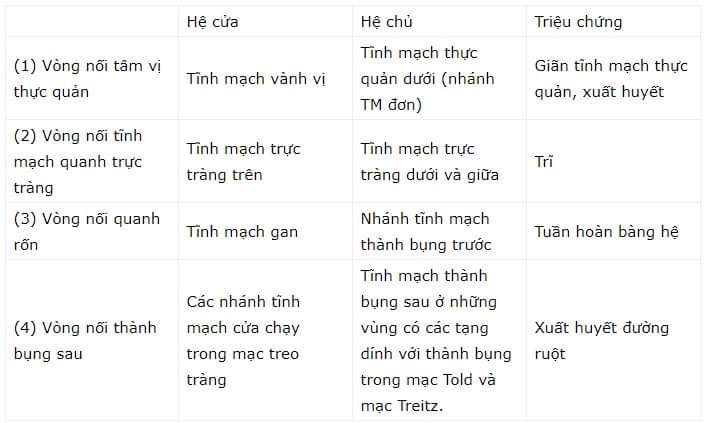 Hệ cửa
Hệ chủ
Triệu chứng
(1) Vòng nối tâm vị
thực quản
Tĩnh mạch vành vị
Tĩnh mạch thực
quản dưới (nhánh
TM đơn)
Giãn tĩnh mạch thực
quản, xuất huyết
(2) Vòng nối tĩnh
mạch quanh trực
tràng
Tĩnh mạch trực
tràng trên
Tĩnh mạch trực
tràng dưới và giữa
Trĩ
(3) Vòng nối quanh
rốn
Tĩnh mạch gan
Nhánh tĩnh mạch
thành bụng trước
Tuần hoàn bàng hệ
(4) Vòng nối thành
bụng sau
Các nhánh tĩnh
mạch cửa chạy
trong mạc treo
tràng
Tĩnh mạch thành
bụng sau ở những
vùng có các tạng
dính với thành bụng
trong mạc Told và
mạc Treitz.
Xuất huyết đường
ruột